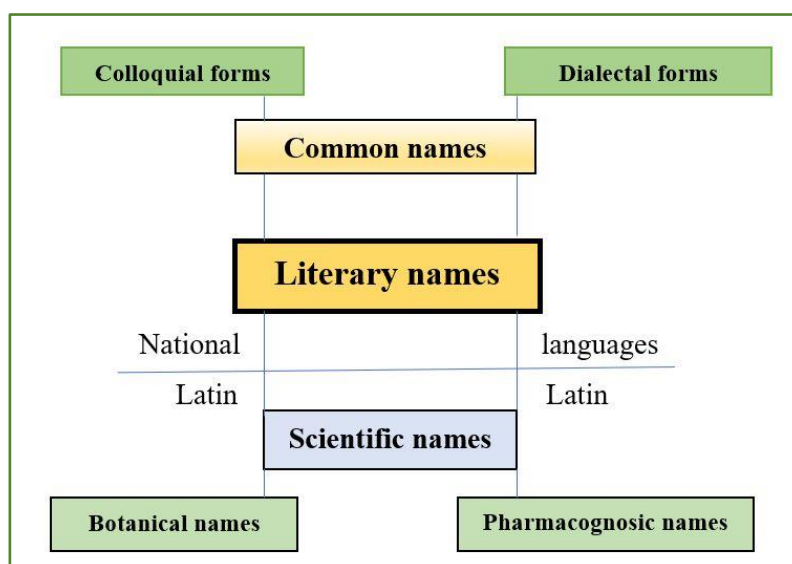 Colloquial forms
Dialectal forms
Common names
Literary names
National languages
Latin Latin
Scientific names
Botanical names
Pharmacognosic names